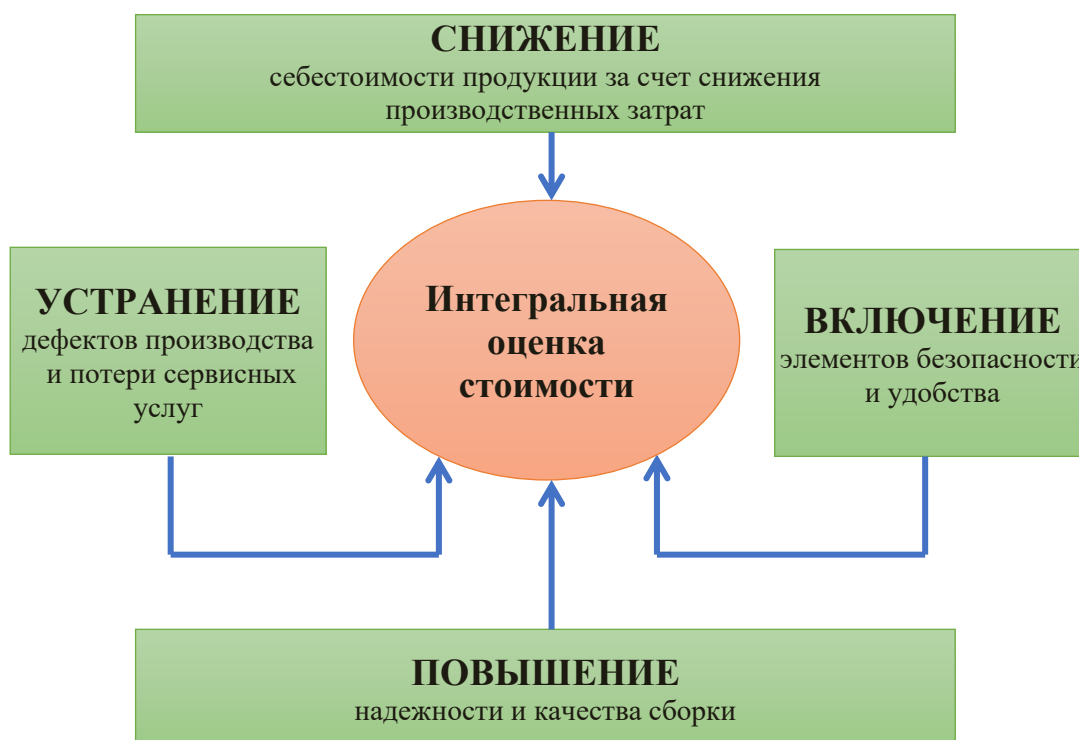 СНИЖЕНИЕ
себестоимости продукции за счет снижения
производственных затрат
УСТРАНЕНИЕ
дефектов производства
и потери сервисных
услуг
Интегральная
оценка
стоимости
ВКЛЮЧЕНИЕ
элементов безопасности
и удобства
ПОВЫШЕНИЕ
надежности и качества сборки